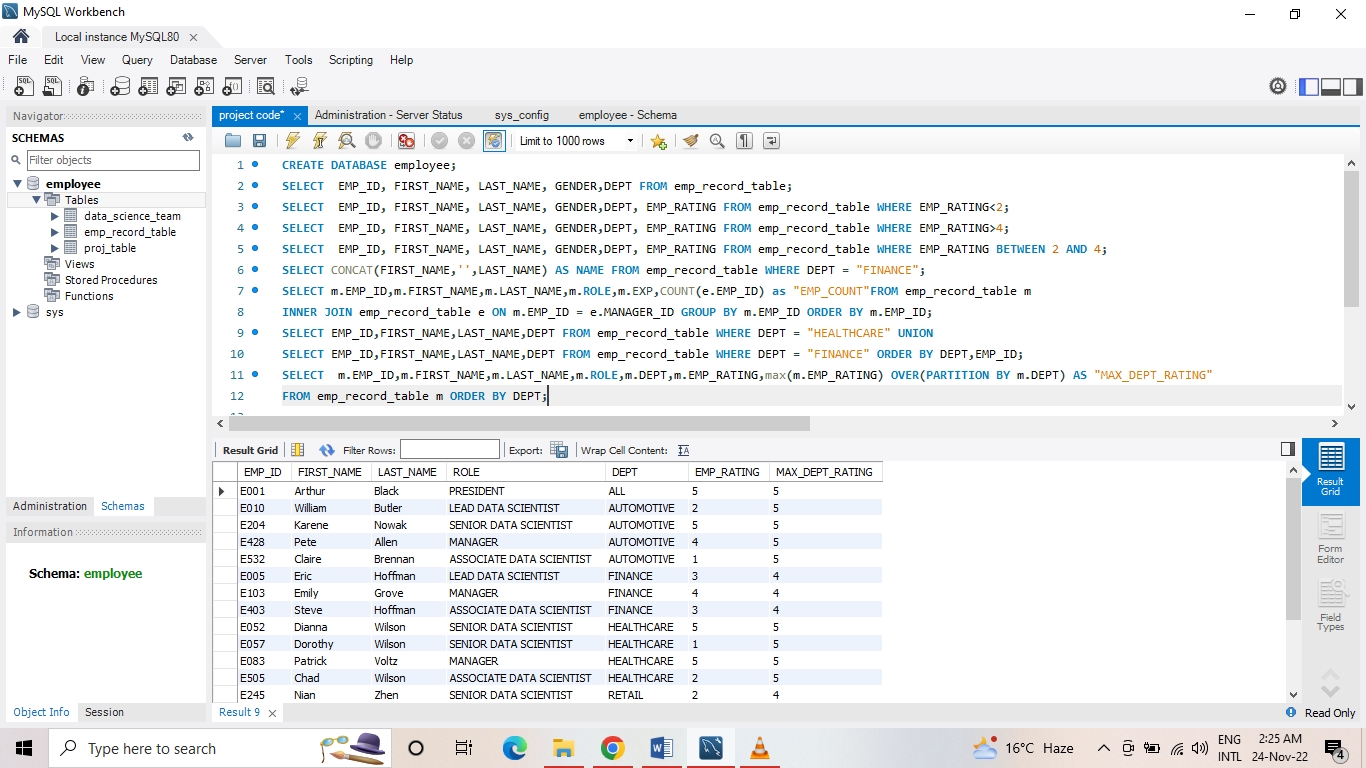 MySQL Workbench
Local instance MySQL80
File Edit View Query Database Server Tools Scripting Help
Navigator
SCHEMAS
Filter objects
employee
Tables
data_science_team
emp_record_table
proj_table
Views
Stored Procedures
Functions
sys
Administration Schemas
Information
Schema: employee
Object Info Session
project code* Administration - Server Status sys_config employee - Schema
Limit to 1000 rows
1 CREATE DATABASE employee;
2 SELECT EMP_ID, FIRST_NAME, LAST_NAME, GENDER,DEPT FROM emp_record_table;
3 SELECT EMP_ID, FIRST_NAME, LAST_NAME, GENDER,DEPT, EMP_RATING FROM emp_record_table WHERE EMP_RATING<2;
4 SELECT EMP_ID, FIRST_NAME, LAST_NAME, GENDER,DEPT, EMP_RATING FROM emp_record_table WHERE EMP_RATING>4;
5 SELECT EMP_ID, FIRST_NAME, LAST_NAME, GENDER,DEPT, EMP_RATING FROM emp_record_table WHERE EMP_RATING BETWEEN 2 AND 4;
6 SELECT CONCAT(FIRST_NAME,'',LAST_NAME) AS NAME FROM emp_record_table WHERE DEPT = "FINANCE";
7 SELECT m.EMP_ID,m.FIRST_NAME,m.LAST_NAME,m.ROLE,m.EXP,COUNT(e.EMP_ID) as "EMP_COUNT"FROM emp_record_table m
8 INNER JOIN emp_record_table e ON m.EMP_ID = e.MANAGER_ID GROUP BY m.EMP_ID ORDER BY m.EMP_ID;
9 SELECT EMP_ID,FIRST_NAME,LAST_NAME,DEPT FROM emp_record_table WHERE DEPT = "HEALTHCARE" UNION
10 SELECT EMP_ID,FIRST_NAME,LAST_NAME,DEPT FROM emp_record_table WHERE DEPT = "FINANCE" ORDER BY DEPT,EMP_ID;
11 SELECT m.EMP_ID,m.FIRST_NAME,m.LAST_NAME,m.ROLE,m.DEPT,m.EMP_RATING,max(m.EMP_RATING) OVER(PARTITION BY m.DEPT) AS "MAX_DEPT_RATING"
12 FROM emp_record_table m ORDER BY DEPT;
Result Grid Filter Rows: Export: Wrap Cell Content:
EMP_ID FIRST_NAME LAST_NAME ROLE DEPT EMP_RATING MAX_DEPT_RATING
E001 Arthur Black PRESIDENT ALL 5 5
E010 William Butler LEAD DATA SCIENTIST AUTOMOTIVE 2 5
E204 Karene Nowak SENIOR DATA SCIENTIST AUTOMOTIVE 5 5
E428 Pete Allen MANAGER AUTOMOTIVE 4 5
E532 Claire Brennan ASSOCIATE DATA SCIENTIST AUTOMOTIVE 1 5
E005 Eric Hoffman LEAD DATA SCIENTIST FINANCE 3 4
E103 Emily Grove MANAGER FINANCE 4 4
E403 Steve Hoffman ASSOCIATE DATA SCIENTIST FINANCE 3 4
E052 Dianna Wilson SENIOR DATA SCIENTIST HEALTHCARE 5 5
E057 Dorothy Wilson SENIOR DATA SCIENTIST HEALTHCARE 1 5
E083 Patrick Voltz MANAGER HEALTHCARE 5 5
E505 Chad Wilson ASSOCIATE DATA SCIENTIST HEALTHCARE 2 5
E245 Nian Zhen SENIOR DATA SCIENTIST RETAIL 2 4
Result
Grid
Form
Editor
Field
Types
Result 9
Read Only
Type here to search
16°C Haze
ENG
INTL
2:25 AM
24-Nov-22
4